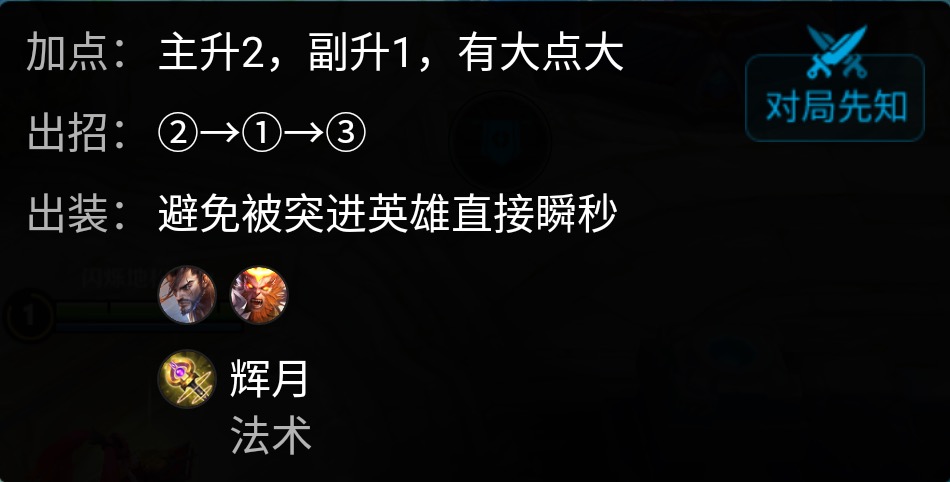 加点：主升2，副升1，有大点大
对局先知
出招：②→①→③
出装：避免被突进英雄直接瞬秒
1
辉月
法术